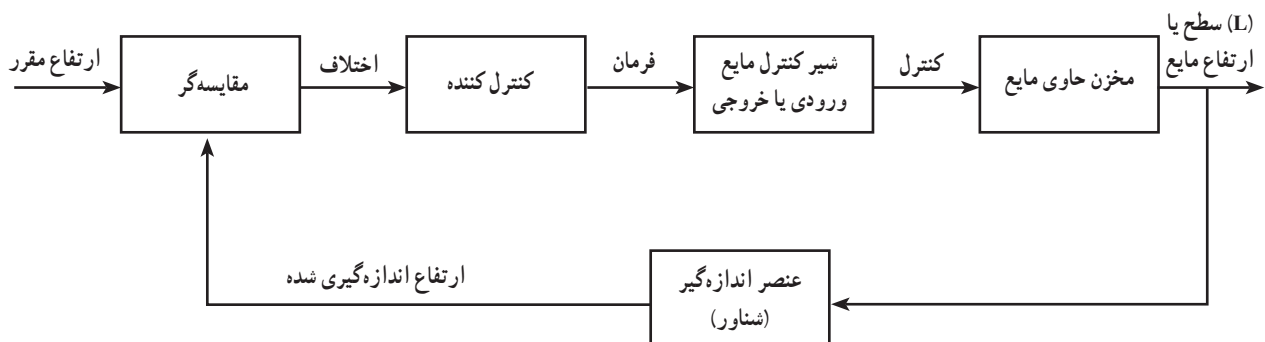 ارتفاع مقرر
مقایسه‌گر
اختلاف
کنترل کننده
فرمان
شیر کنترل مایع
ورودی یا خروجی
کنترل
مخزن حاوی مایع
(L) سطح یا
ارتفاع مایع
عنصر اندازه‌گیر
(شناور)
ارتفاع اندازه‌گیری شده